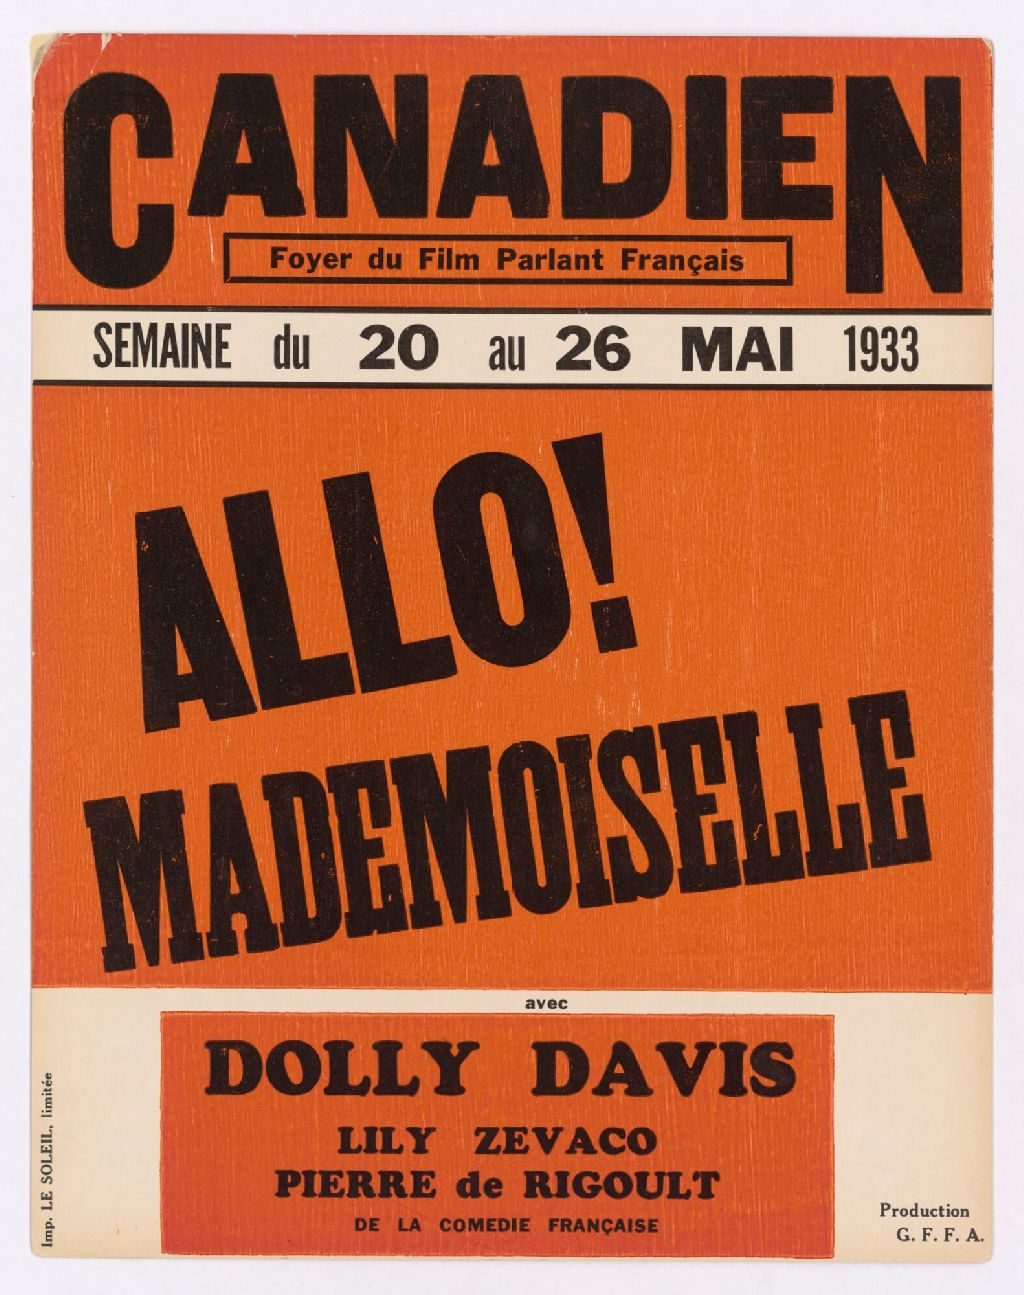 CANADIEN
Foyer du Film Parlant Français
SEMAINE du 20 au 26 MAI 1933
ALLO!
MADEMOISELLE
avec
DOLLY DAVIS
LILY ZEVACO
PIERRE de RIGOULT
DE LA COMEDIE FRANÇAISE
Imp. LE SOLEIL, limitée
Production
G. F. F. A.